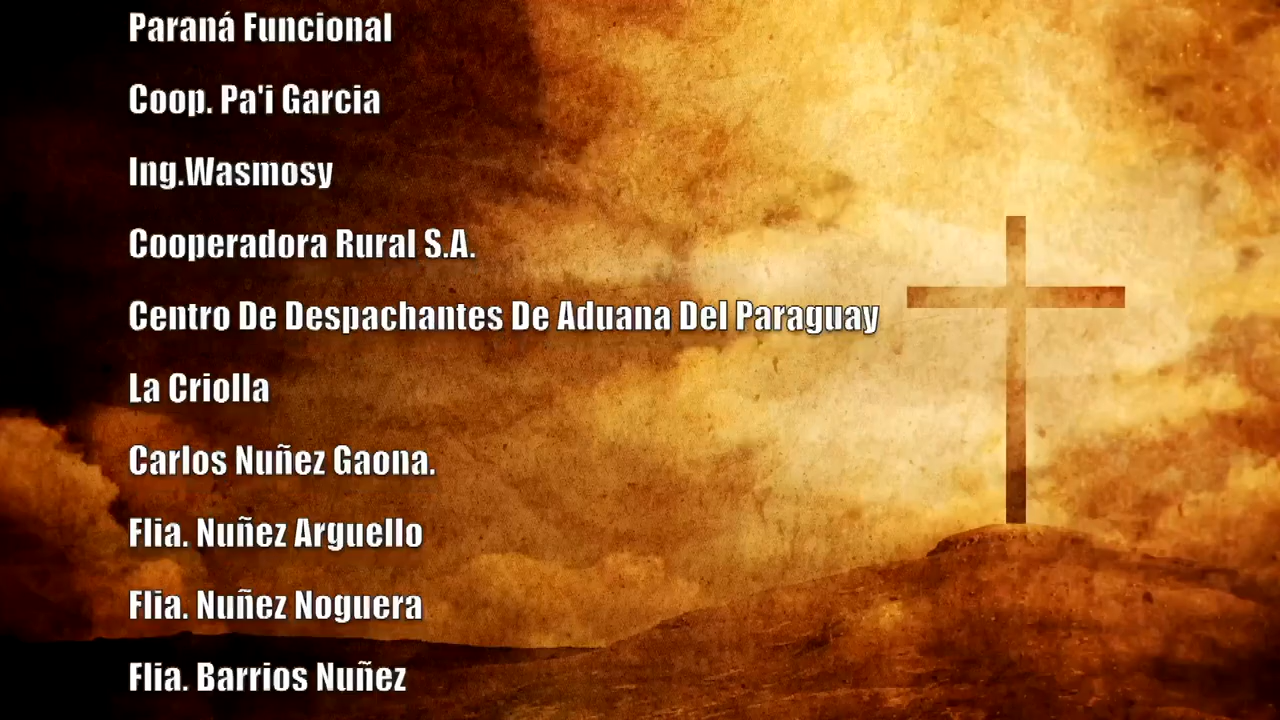 Paraná Funcional
Coop. Pa'i Garcia
Ing.Wasmosy
Cooperadora Rural S.A.
Centro De Despachantes De Aduana Del Paraguay
La Criolla
Carlos Nuñez Gaona.
Flia. Nuñez Arguello
Flia. Nuñez Noguera
Flia. Barrios Nuñez